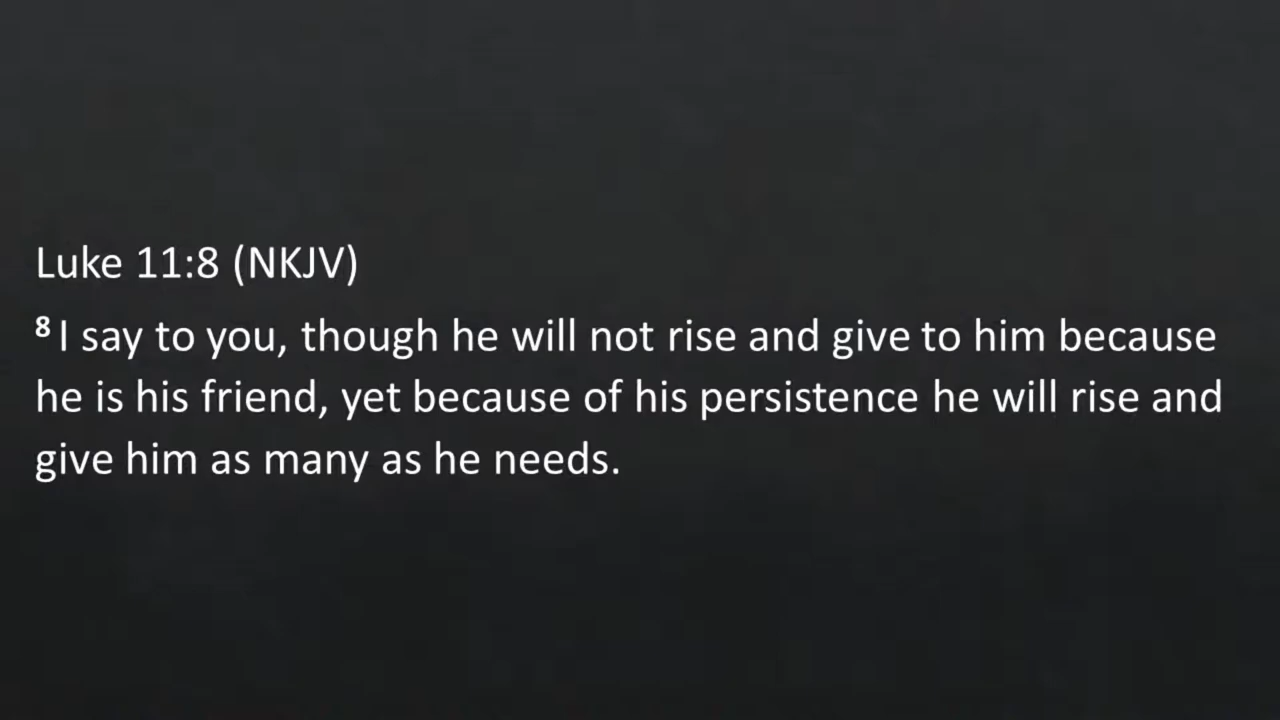 Luke 11:8 (NKJV)
8 I say to you, though he will not rise and give to him because
he is his friend, yet because of his persistence he will rise and
give him as many as he needs.